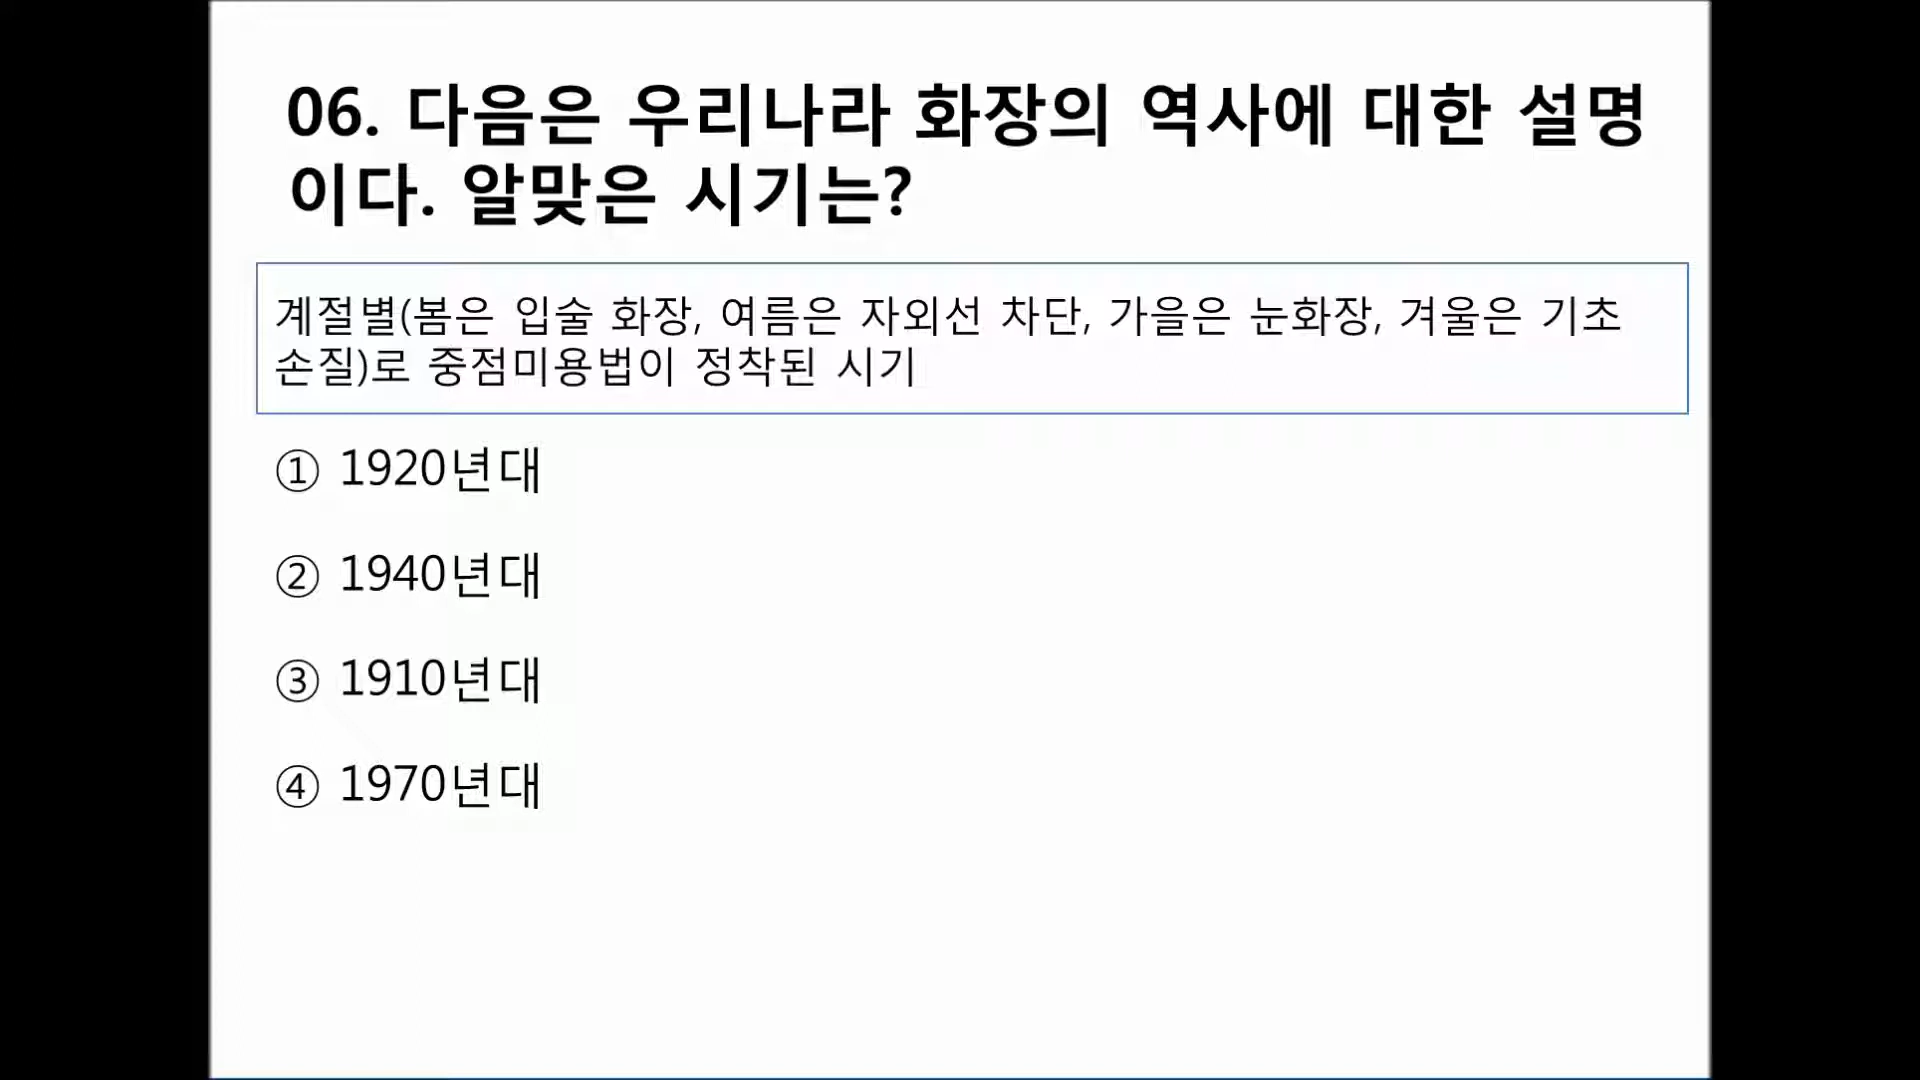 06. 다음은 우리나라 화장의 역사에 대한 설명
이다. 알맞은 시기는?
계절별(봄은 입술 화장, 여름은 자외선 차단, 가을은 눈화장, 겨울은 기초
손질)로 중점미용법이 정착된 시기
① 1920년대
② 1940년대
③ 1910년대
④ 1970년대